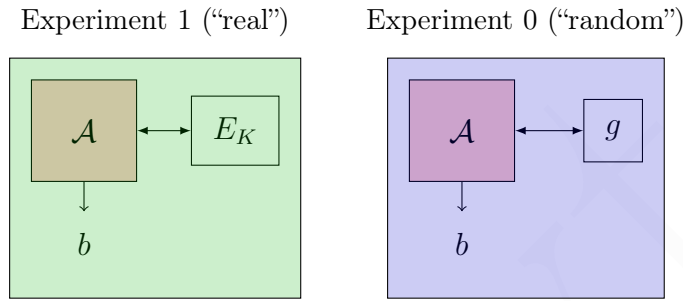 Experiment 1 (“real”)
Experiment 0 (“random”)
𝒜
E_K
b
𝒜
g
b